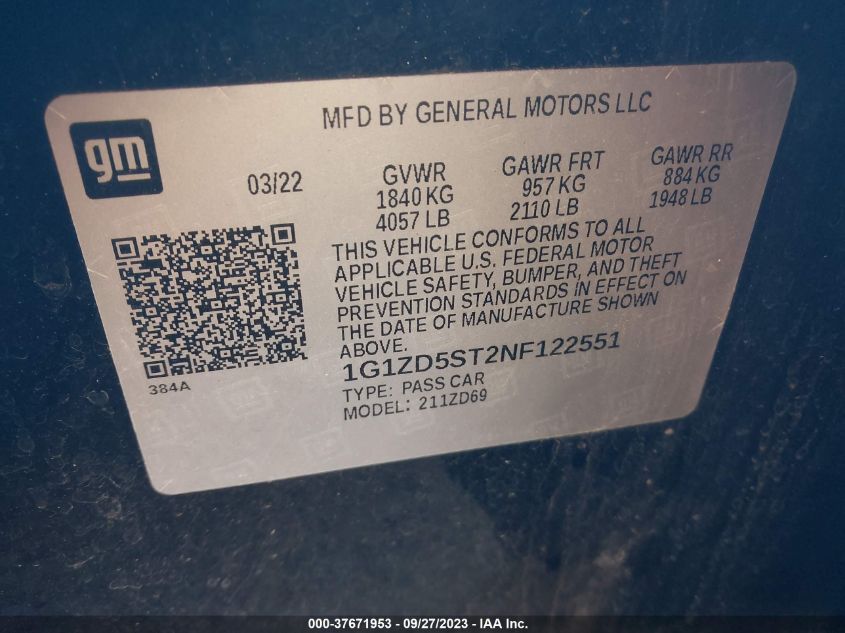 MFD BY GENERAL MOTORS LLC
gm
03/22
GVWR GAWR FRT GAWR RR
1840 KG 957 KG 884 KG
4057 LB 2110 LB 1948 LB
THIS VEHICLE CONFORMS TO ALL
APPLICABLE U.S. FEDERAL MOTOR
VEHICLE SAFETY, BUMPER, AND THEFT
PREVENTION STANDARDS IN EFFECT ON
THE DATE OF MANUFACTURE SHOWN
ABOVE.
384A
1G1ZD5ST2NF122551
TYPE: PASS CAR
MODEL: 211ZD69
000-37671953 - 09/27/2023 - IAA Inc.